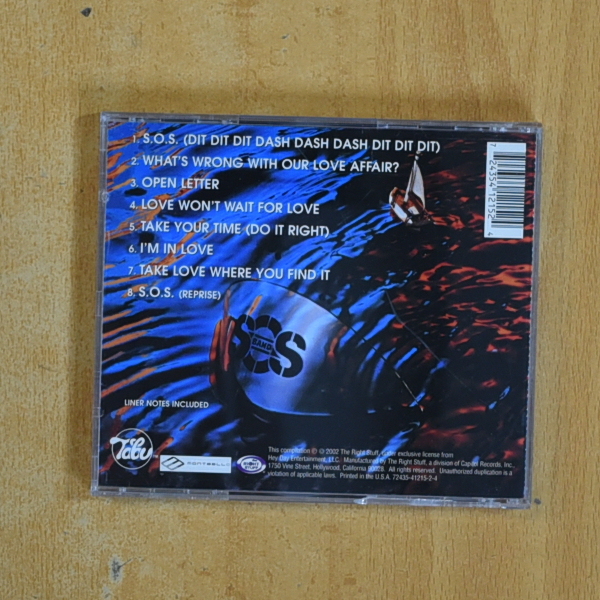 1. S.O.S. (DIT DIT DIT DASH DASH DASH DIT DIT DIT)
2. WHAT'S WRONG WITH OUR LOVE AFFAIR?
3. OPEN LETTER
4. LOVE WON'T WAIT FOR LOVE
5. TAKE YOUR TIME (DO IT RIGHT)
6. I'M IN LOVE
7. TAKE LOVE WHERE YOU FIND IT
8. S.O.S. (REPRISE)
7 24354 12152 4
SOS
BAND
LINER NOTES INCLUDED
Tabu
This compilation ℗ © 2002 The Right Stuff, under exclusive license from
Hey Day Entertainment, LLC. Manufactured by The Right Stuff, a division of Capitol Records, Inc.,
1750 Vine Street, Hollywood, California 90028. All rights reserved. Unauthorized duplication is a
violation of applicable laws. Printed in the U.S.A. 72435-41215-2-4